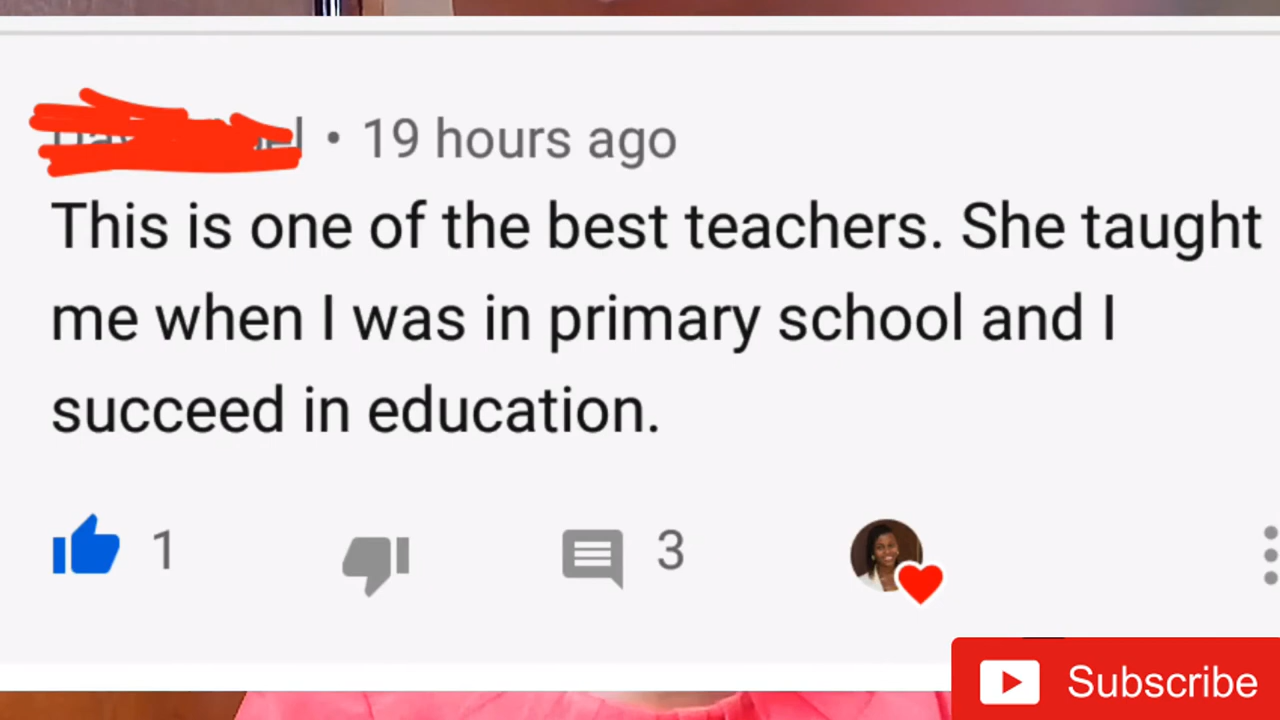 • 19 hours ago
This is one of the best teachers. She taught
me when I was in primary school and I
succeed in education.
1 3
Subscribe